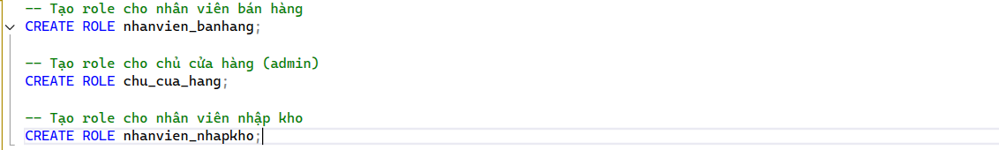 -- Tạo role cho nhân viên bán hàng
CREATE ROLE nhanvien_banhang;
-- Tạo role cho chủ cửa hàng (admin)
CREATE ROLE chu_cua_hang;
-- Tạo role cho nhân viên nhập kho
CREATE ROLE nhanvien_nhapkho;